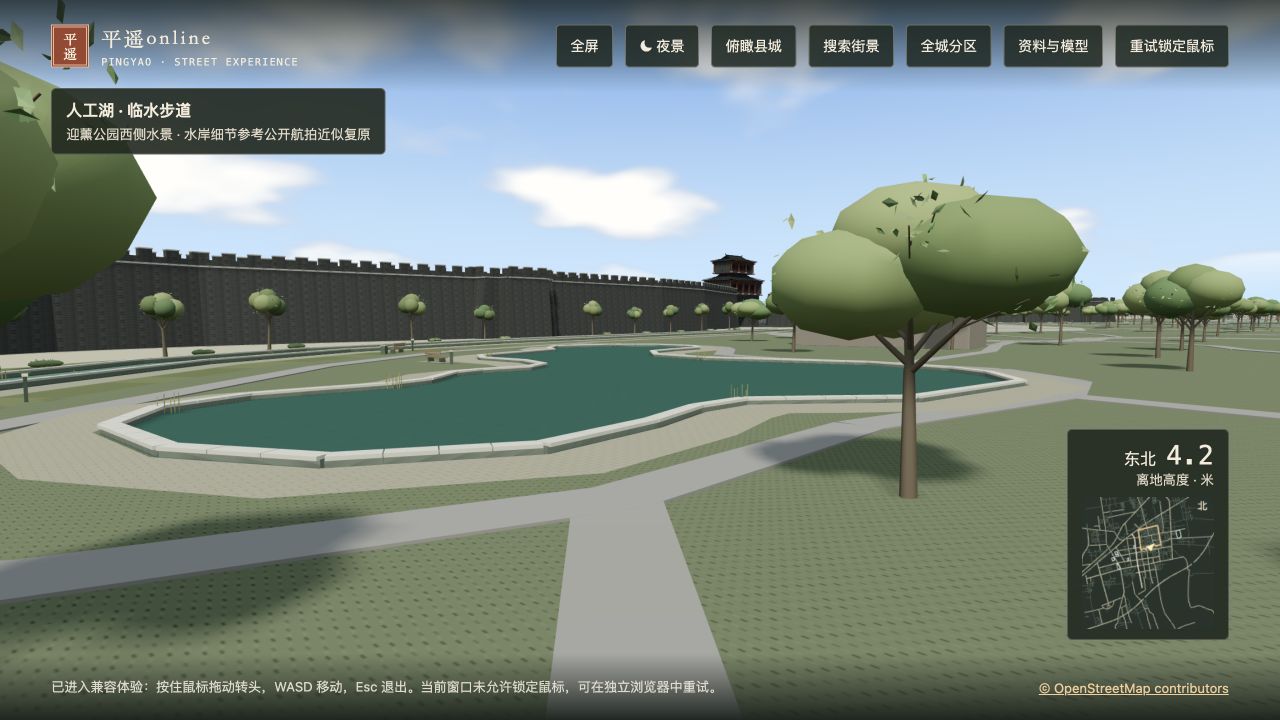 平遥
平遥online
PINGYAO · STREET EXPERIENCE
全屏
夜景
俯瞰县城
搜索街景
全城分区
资料与模型
重试锁定鼠标
人工湖 · 临水步道
迎薰公园西侧水景 · 水岸细节参考公开航拍近似复原
东北 4.2
离地高度 · 米
北
已进入兼容体验：按住鼠标拖动转头，WASD 移动，Esc 退出。当前窗口未允许锁定鼠标，可在独立浏览器中重试。
© OpenStreetMap contributors